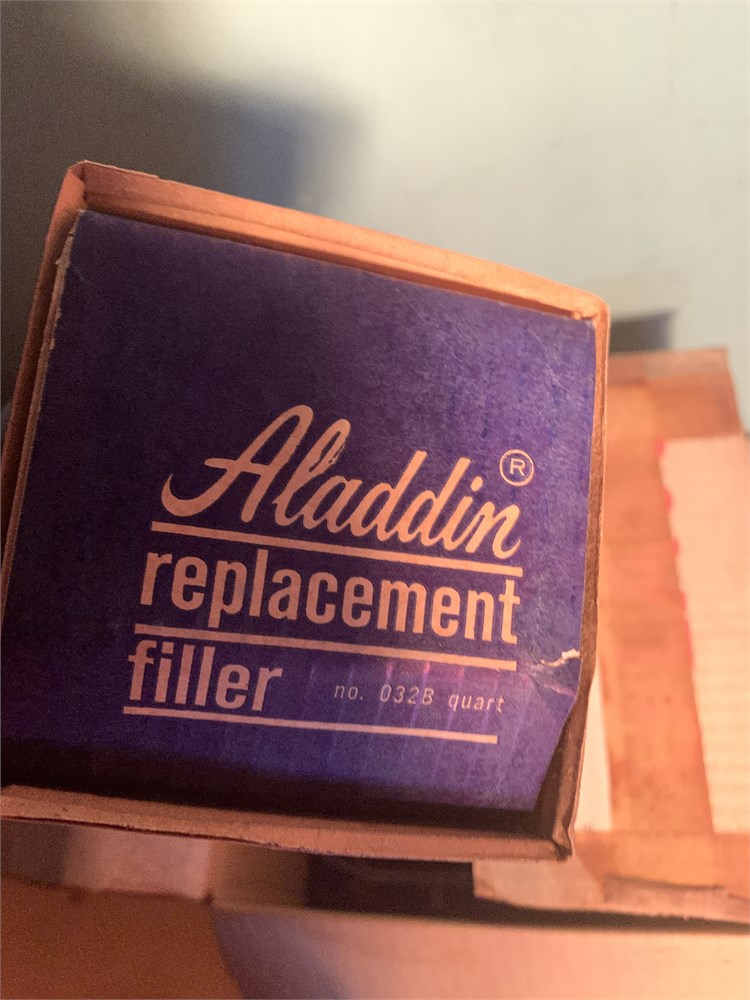 Aladdin®
replacement
filler no. 032B quart